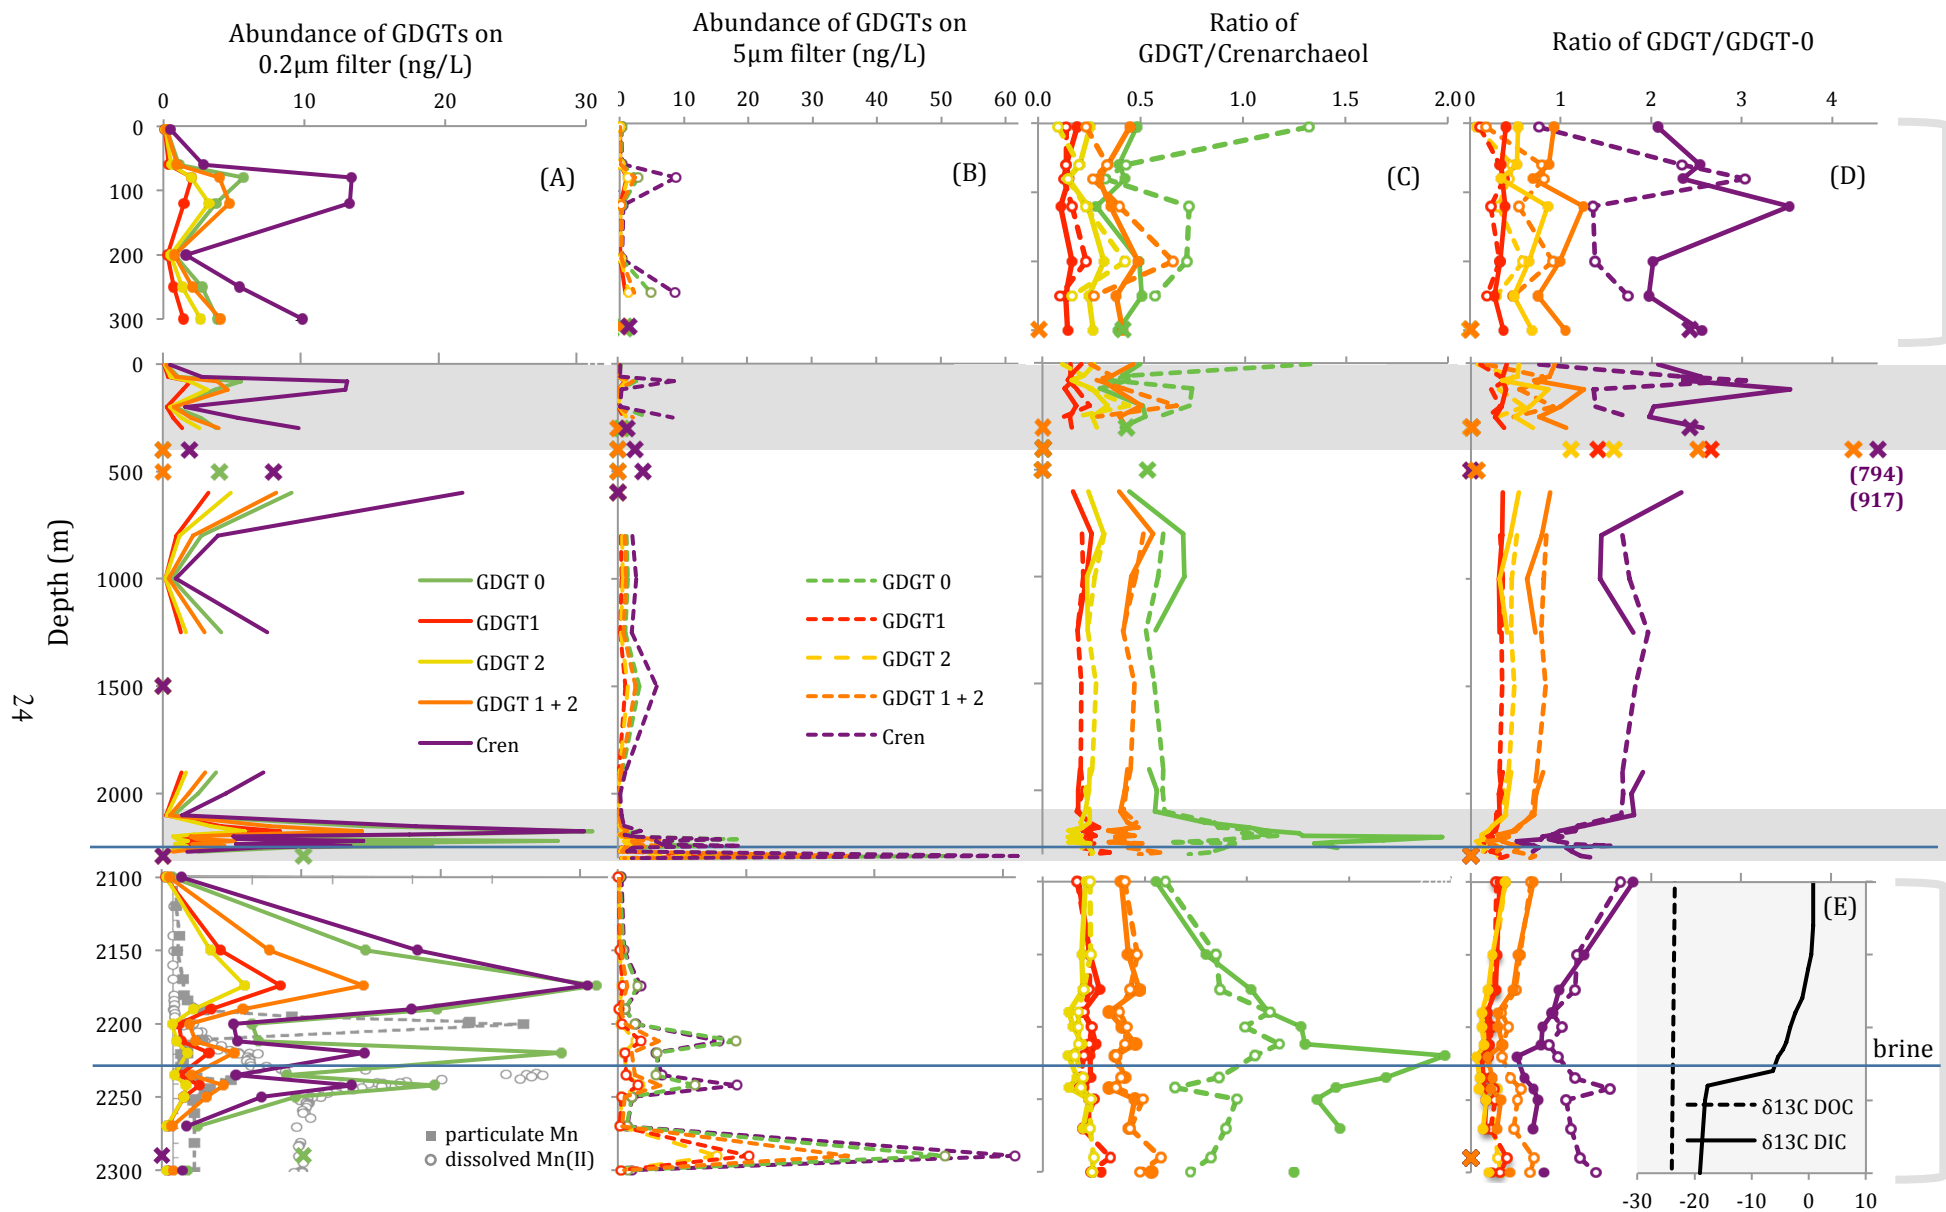 Abundance of GDGTs on
0.2μm filter (ng/L)
Abundance of GDGTs on
5μm filter (ng/L)
Ratio of
GDGT/Crenarchaeol
Ratio of GDGT/GDGT-0
0 10 20 30
0 10 20 30 40 50 60
0.0 0.5 1.0 1.5 2.0
0 1 2 3 4
0
100
200
300
(A)
(B)
(C)
(D)
0
500
1000
1500
2000
Depth (m)
24
(794)
(917)
GDGT 0
GDGT1
GDGT 2
GDGT 1 + 2
Cren
GDGT 0
GDGT1
GDGT 2
GDGT 1 + 2
Cren
2100
2150
2200
2250
2300
particulate Mn
dissolved Mn(II)
(E)
brine
δ13C DOC
δ13C DIC
-30 -20 -10 0 10